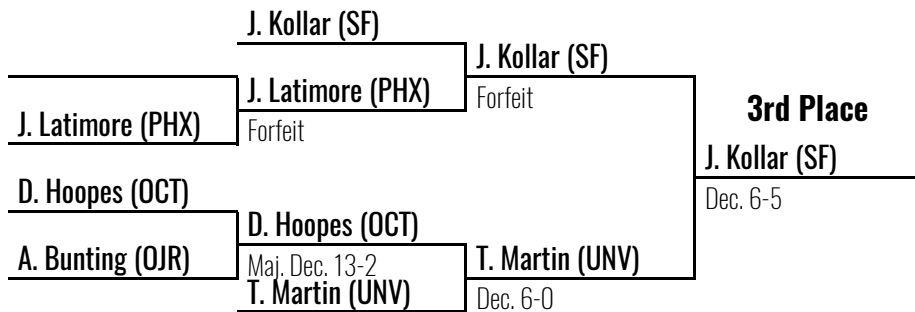 J. Kollar (SF)
J. Kollar (SF)
J. Latimore (PHX)
Forfeit
3rd Place
J. Latimore (PHX)
Forfeit
J. Kollar (SF)
D. Hoopes (OCT)
Dec. 6-5
D. Hoopes (OCT)
A. Bunting (OJR)
Maj. Dec. 13-2
T. Martin (UNV)
T. Martin (UNV)
Dec. 6-0